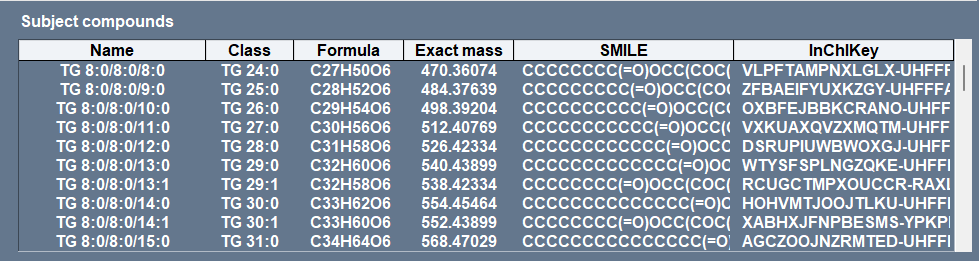 Subject compounds
Name Class Formula Exact mass SMILE InChIKey
TG 8:0/8:0/8:0 TG 24:0 C27H50O6 470.36074 CCCCCCCC(=O)OCC(COC( VLPFTAMPNXLGLX-UHFFF
TG 8:0/8:0/9:0 TG 25:0 C28H52O6 484.37639 CCCCCCCCC(=O)OCC(COC( ZFBAEIFYUXKZGY-UHFFFA
TG 8:0/8:0/10:0 TG 26:0 C29H54O6 498.39204 CCCCCCCCCC(=O)OCC(CO OXBFEJBBKCRANO-UHFF
TG 8:0/8:0/11:0 TG 27:0 C30H56O6 512.40769 CCCCCCCCCCC(=O)OCC(C VXKUAXQVZXMQTM-UHFF
TG 8:0/8:0/12:0 TG 28:0 C31H58O6 526.42334 CCCCCCCCCCCC(=O)OCC( DSRUPIUWBWOXGJ-UHFF
TG 8:0/8:0/13:0 TG 29:0 C32H60O6 540.43899 CCCCCCCCCCCCC(=O)OCC WTYSFSPLNGZQKE-UHFFF
TG 8:0/8:0/13:1 TG 29:1 C32H58O6 538.42334 CCCCCCCC(=O)OCC(COC( RCUGCTMPXOUCCR-RAXL
TG 8:0/8:0/14:0 TG 30:0 C33H62O6 554.45464 CCCCCCCCCCCCCC(=O)OC HOHVMTJOOJTLKU-UHFFF
TG 8:0/8:0/14:1 TG 30:1 C33H60O6 552.43899 CCCCCCCC(=O)OCC(COC( XABHXJFNPBESMS-YPKP
TG 8:0/8:0/15:0 TG 31:0 C34H64O6 568.47029 CCCCCCCCCCCCCCC(=O) AGCZOOJNZRMTED-UHFF